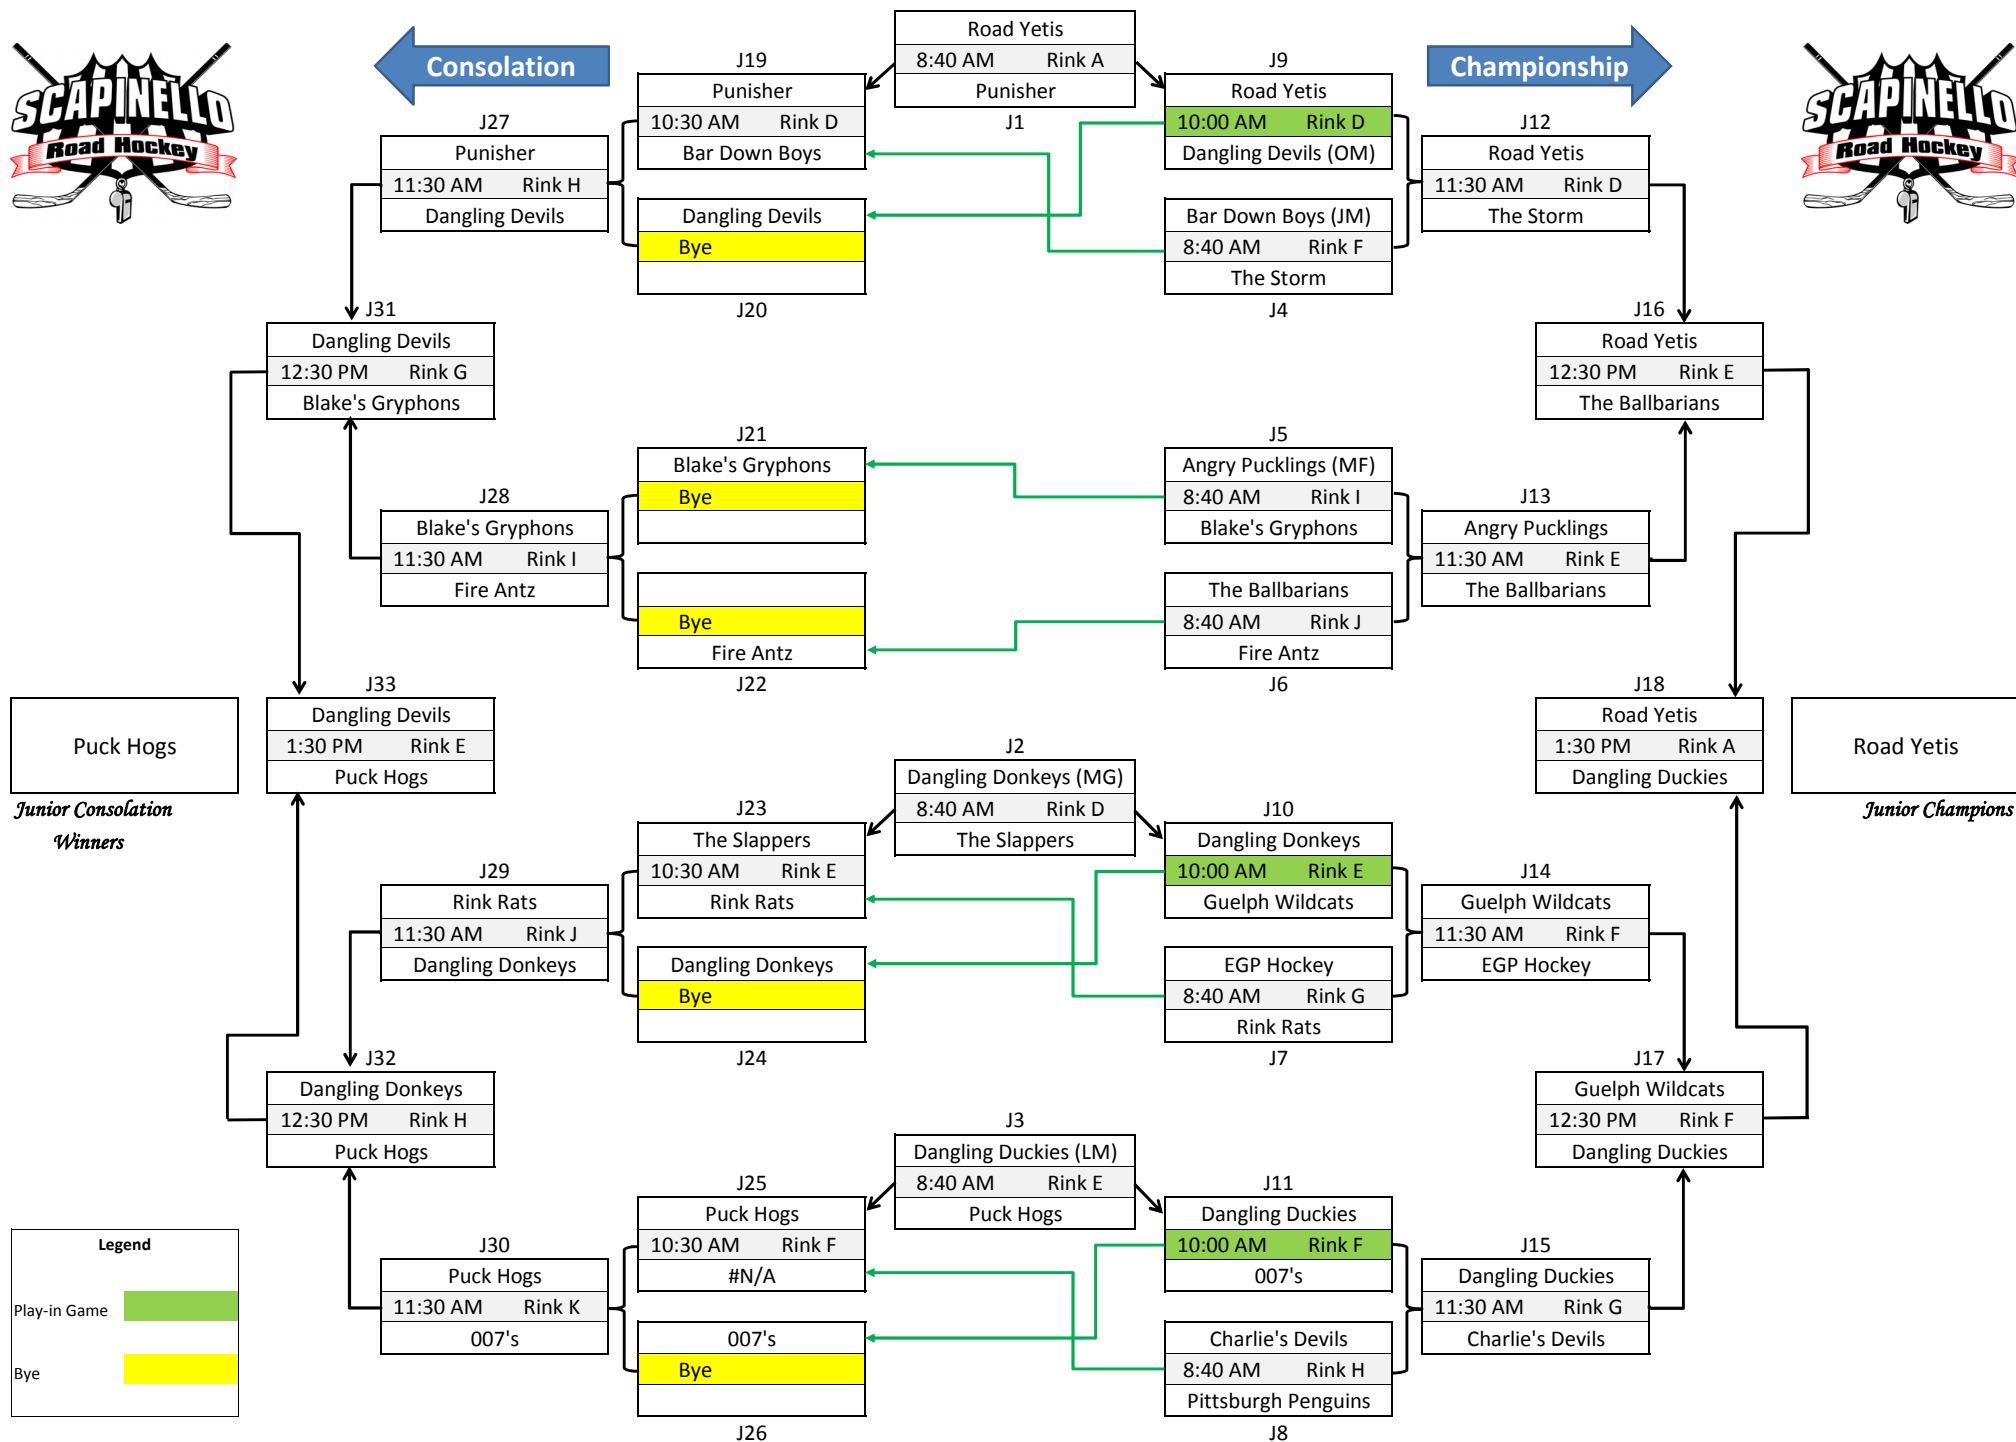 SCAPINELLO
Road Hockey
Consolation
Championship
SCAPINELLO
Road Hockey
Road Yetis
8:40 AM Rink A
Punisher
J1
J19
Punisher
10:30 AM Rink D
Bar Down Boys
J9
Road Yetis
10:00 AM Rink D
Dangling Devils (OM)
J27
Punisher
11:30 AM Rink H
Dangling Devils
J12
Road Yetis
11:30 AM Rink D
The Storm
Dangling Devils
Bye
J20
Bar Down Boys (JM)
8:40 AM Rink F
The Storm
J4
J31
Dangling Devils
12:30 PM Rink G
Blake's Gryphons
J16
Road Yetis
12:30 PM Rink E
The Ballbarians
J21
Blake's Gryphons
Bye
J5
Angry Pucklings (MF)
8:40 AM Rink I
Blake's Gryphons
J28
Blake's Gryphons
11:30 AM Rink I
Fire Antz
J13
Angry Pucklings
11:30 AM Rink E
The Ballbarians
Bye
Fire Antz
J22
The Ballbarians
8:40 AM Rink J
Fire Antz
J6
Puck Hogs
Junior Consolation
Winners
J33
Dangling Devils
1:30 PM Rink E
Puck Hogs
J18
Road Yetis
1:30 PM Rink A
Dangling Duckies
Road Yetis
Junior Champions
J2
Dangling Donkeys (MG)
8:40 AM Rink D
The Slappers
J23
The Slappers
10:30 AM Rink E
Rink Rats
J10
Dangling Donkeys
10:00 AM Rink E
Guelph Wildcats
J29
Rink Rats
11:30 AM Rink J
Dangling Donkeys
J14
Guelph Wildcats
11:30 AM Rink F
EGP Hockey
Dangling Donkeys
Bye
J24
EGP Hockey
8:40 AM Rink G
Rink Rats
J7
J32
Dangling Donkeys
12:30 PM Rink H
Puck Hogs
J17
Guelph Wildcats
12:30 PM Rink F
Dangling Duckies
J3
Dangling Duckies (LM)
8:40 AM Rink E
Puck Hogs
J25
Puck Hogs
10:30 AM Rink F
#N/A
J11
Dangling Duckies
10:00 AM Rink F
007's
J30
Puck Hogs
11:30 AM Rink K
007's
J15
Dangling Duckies
11:30 AM Rink G
Charlie's Devils
007's
Bye
J26
Charlie's Devils
8:40 AM Rink H
Pittsburgh Penguins
J8
Legend
Play-in Game
Bye